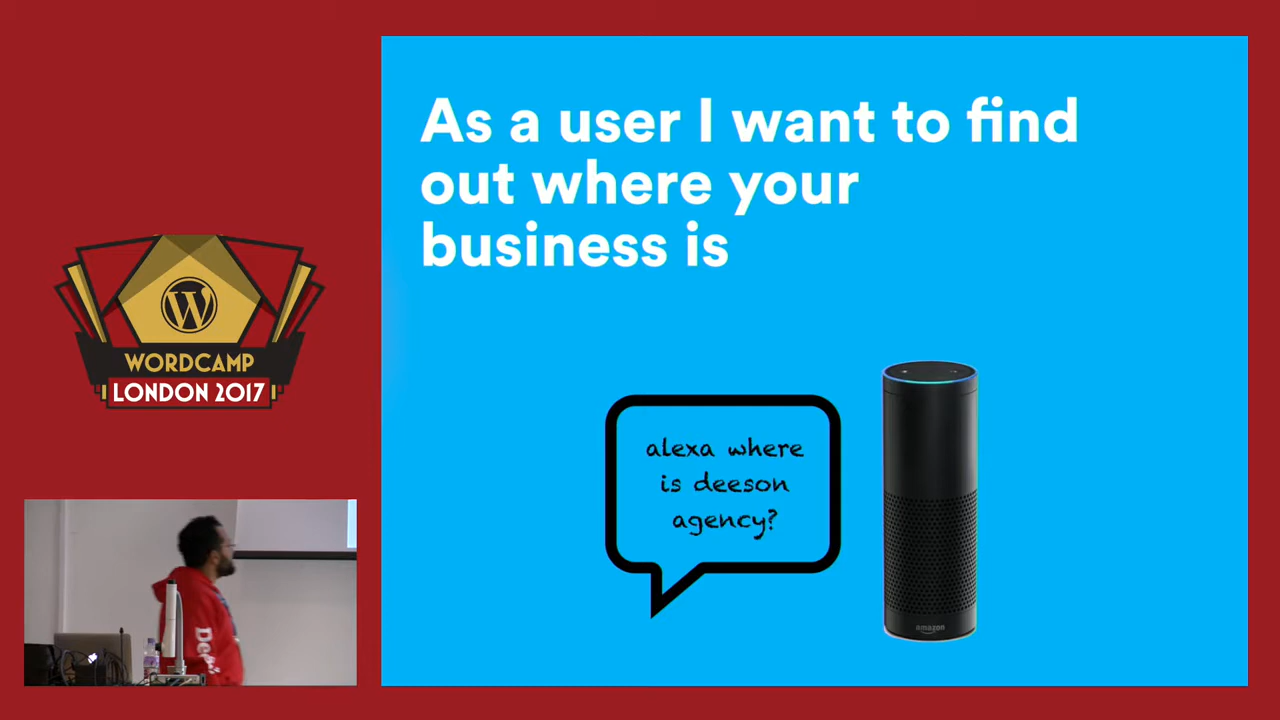 As a user I want to find
out where your
business is
alexa where
is deeson
agency?
amazon
WORDCAMP
LONDON 2017